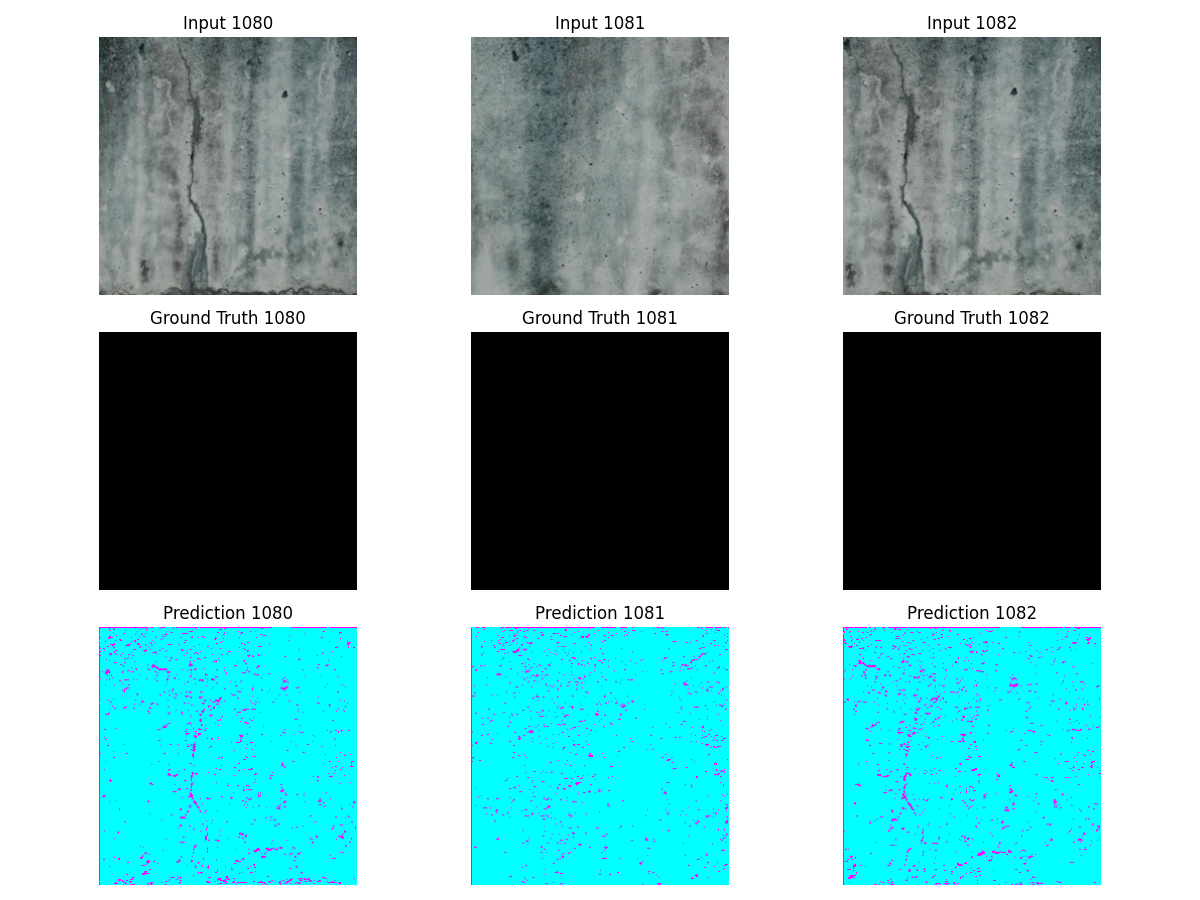 Input 1080
Input 1081
Input 1082
Ground Truth 1080
Ground Truth 1081
Ground Truth 1082
Prediction 1080
Prediction 1081
Prediction 1082